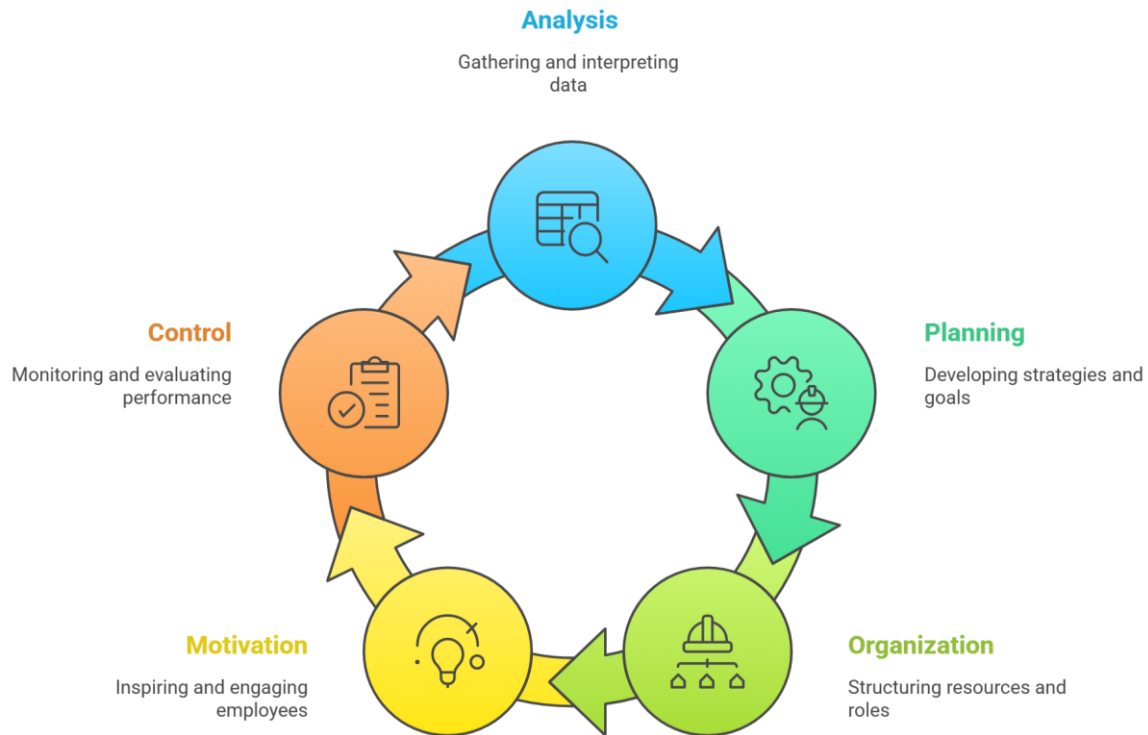 Analysis
Gathering and interpreting
data
Control
Monitoring and evaluating
performance
Planning
Developing strategies and
goals
Motivation
Inspiring and engaging
employees
Organization
Structuring resources and
roles